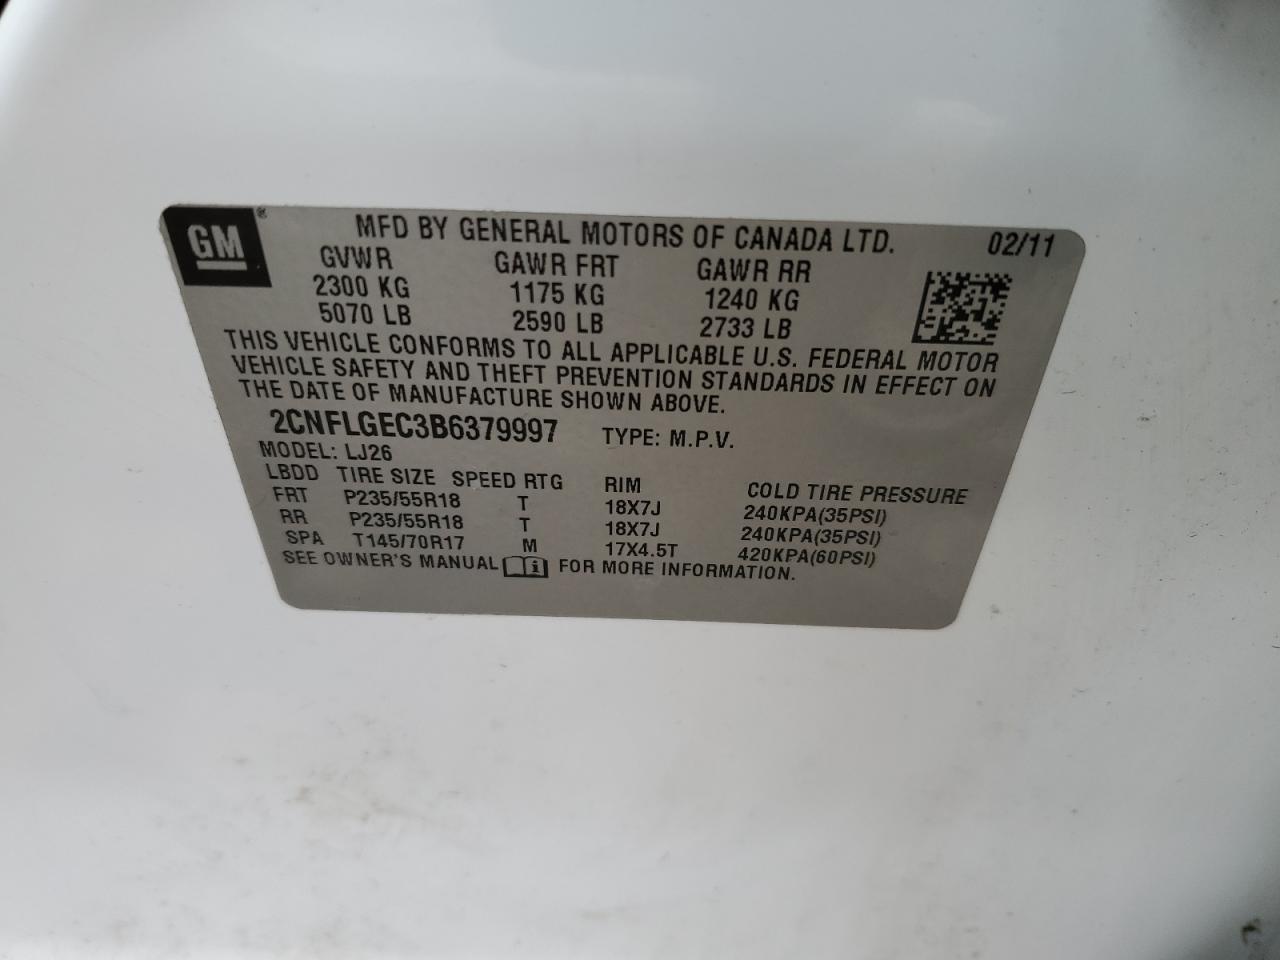 GM®
MFD BY GENERAL MOTORS OF CANADA LTD. 02/11
GVWR GAWR FRT GAWR RR
2300 KG 1175 KG 1240 KG
5070 LB 2590 LB 2733 LB
THIS VEHICLE CONFORMS TO ALL APPLICABLE U.S. FEDERAL MOTOR
VEHICLE SAFETY AND THEFT PREVENTION STANDARDS IN EFFECT ON
THE DATE OF MANUFACTURE SHOWN ABOVE.
2CNFLGEC3B6379997 TYPE: M.P.V.
MODEL: LJ26
LBDD TIRE SIZE SPEED RTG RIM COLD TIRE PRESSURE
FRT P235/55R18 T 18X7J 240KPA(35PSI)
RR P235/55R18 T 18X7J 240KPA(35PSI)
SPA T145/70R17 M 17X4.5T 420KPA(60PSI)
SEE OWNER'S MANUAL i FOR MORE INFORMATION.